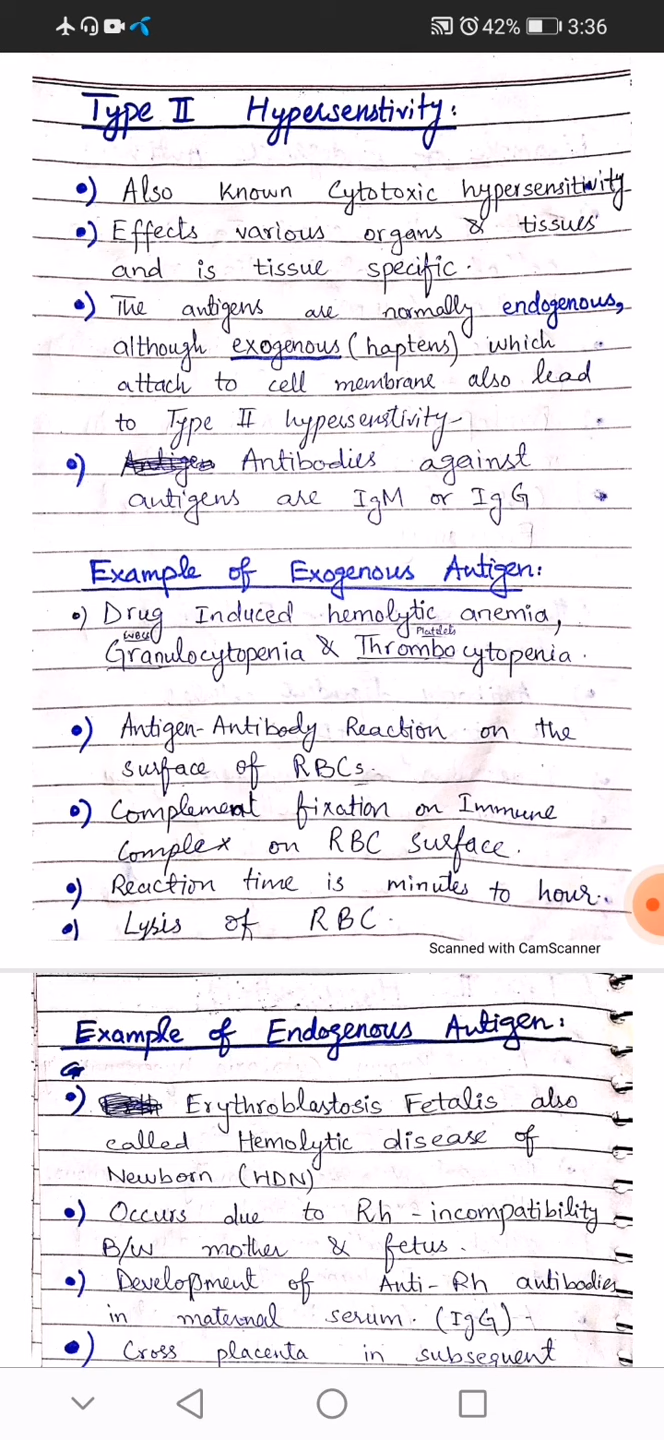 42% 3:36
Type II Hypersenstivity:
•) Also known Cytotoxic hypersensitivity
•) Effects various organs & tissues
and is tissue specific.
•) The antigens are normally endogenous,
although exogenous (haptens) which
attach to cell membrane also lead
to Type II hypersenstivity-
•) Antibodies against
antigens are IgM or IgG
Example of Exogenous Antigen:
•) Drug Induced hemolytic anemia,
(WBC) Platelets
Granulocytopenia & Thrombocytopenia.
•) Antigen-Antibody Reaction on the
surface of RBCs.
•) Complement fixation on Immune
Complex on RBC surface.
•) Reaction time is minutes to hour.
•) Lysis of RBC.
Scanned with CamScanner
Example of Endogenous Antigen:
•) Erythroblastosis Fetalis also
called Hemolytic disease of
Newborn (HDN)
•) Occurs due to Rh-incompatibility
B/w mother & fetus.
•) Development of Anti-Rh antibodies
in maternal serum. (IgG)-
•) Cross placenta in subsequent